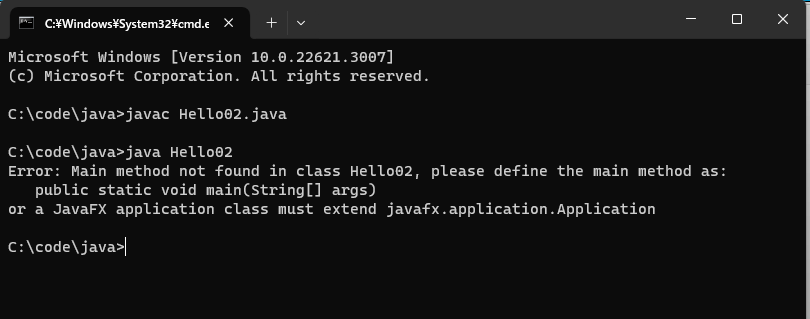 C:¥Windows¥System32¥cmd.e
Microsoft Windows [Version 10.0.22621.3007]
(c) Microsoft Corporation. All rights reserved.
C:\code\java>javac Hello02.java
C:\code\java>java Hello02
Error: Main method not found in class Hello02, please define the main method as:
   public static void main(String[] args)
or a JavaFX application class must extend javafx.application.Application
C:\code\java>